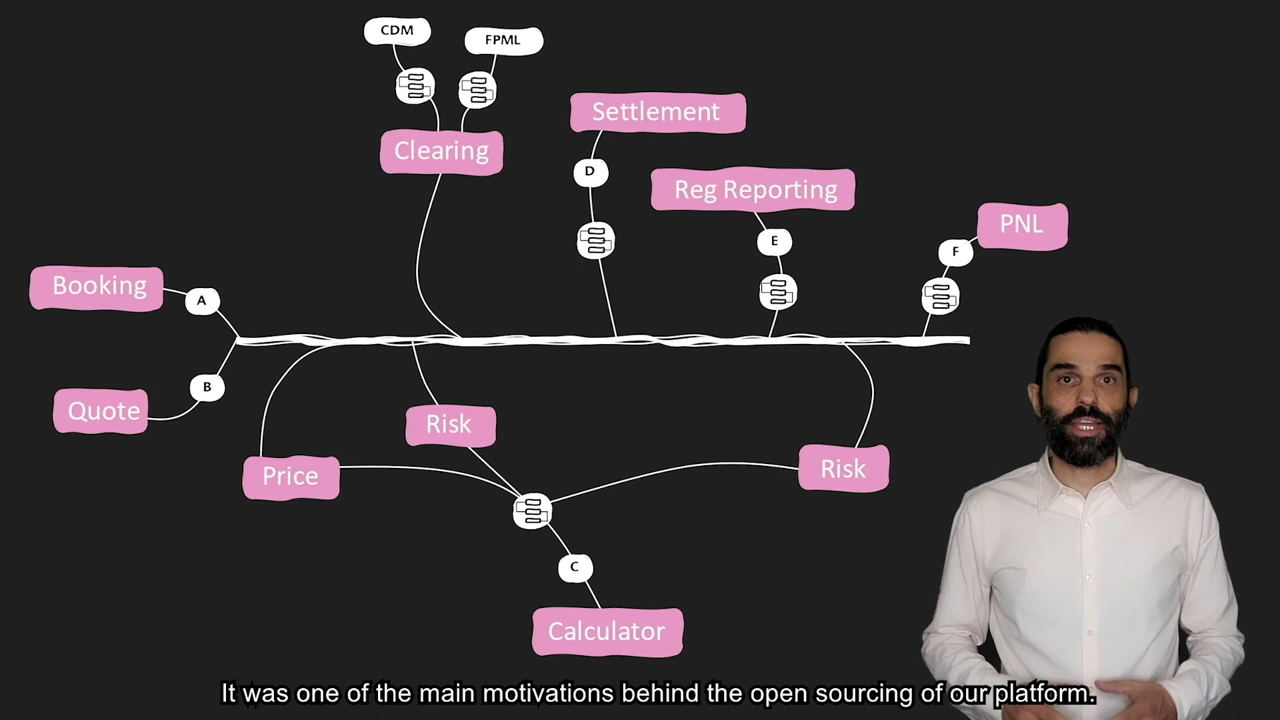 CDM
FPML
Settlement
Clearing
D
Reg Reporting
PNL
E
F
Booking
A
B
Quote
Risk
Price
Risk
C
Calculator
It was one of the main motivations behind the open sourcing of our platform.